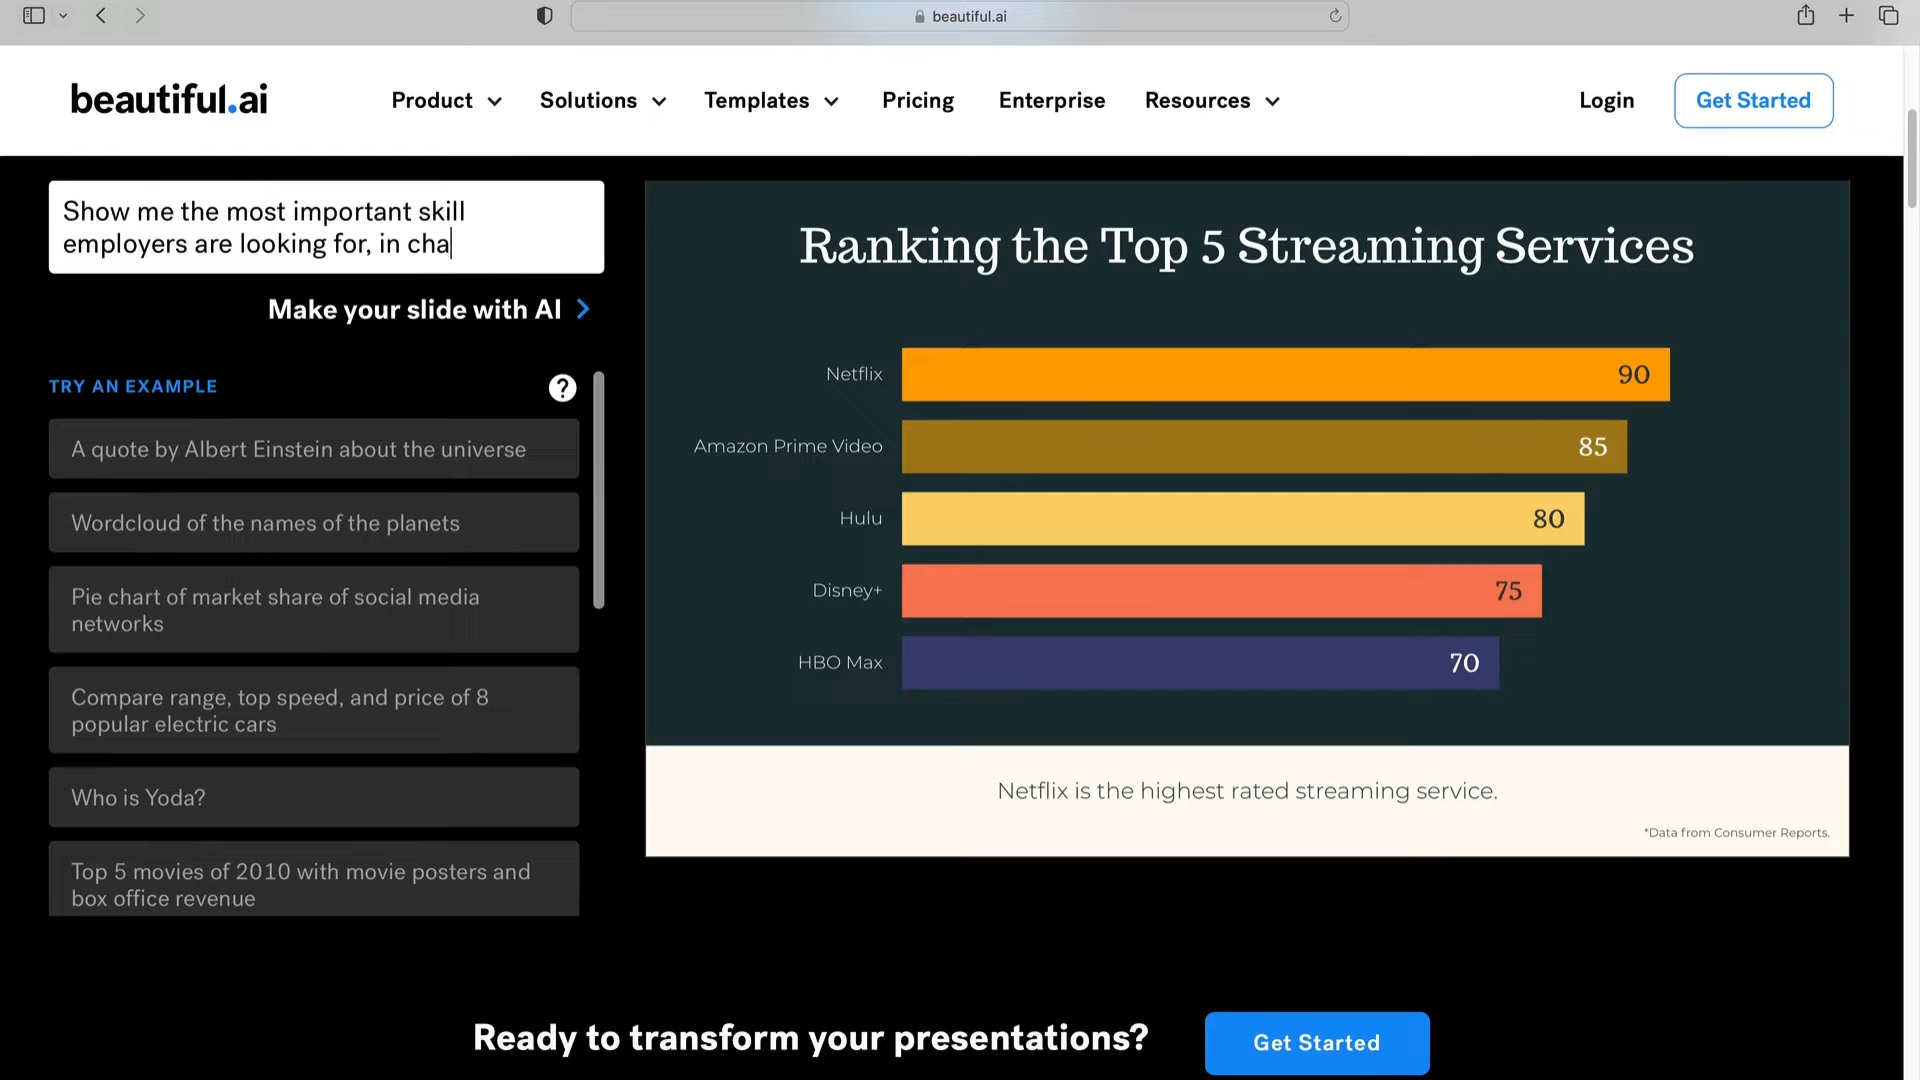 beautiful.ai
beautiful.ai
Product
Solutions
Templates
Pricing
Enterprise
Resources
Login
Get Started
Show me the most important skill
employers are looking for, in cha
Make your slide with AI
TRY AN EXAMPLE
?
A quote by Albert Einstein about the universe
Wordcloud of the names of the planets
Pie chart of market share of social media
networks
Compare range, top speed, and price of 8
popular electric cars
Who is Yoda?
Top 5 movies of 2010 with movie posters and
box office revenue
Ranking the Top 5 Streaming Services
Netflix 90
Amazon Prime Video 85
Hulu 80
Disney+ 75
HBO Max 70
Netflix is the highest rated streaming service.
*Data from Consumer Reports.
Ready to transform your presentations?
Get Started